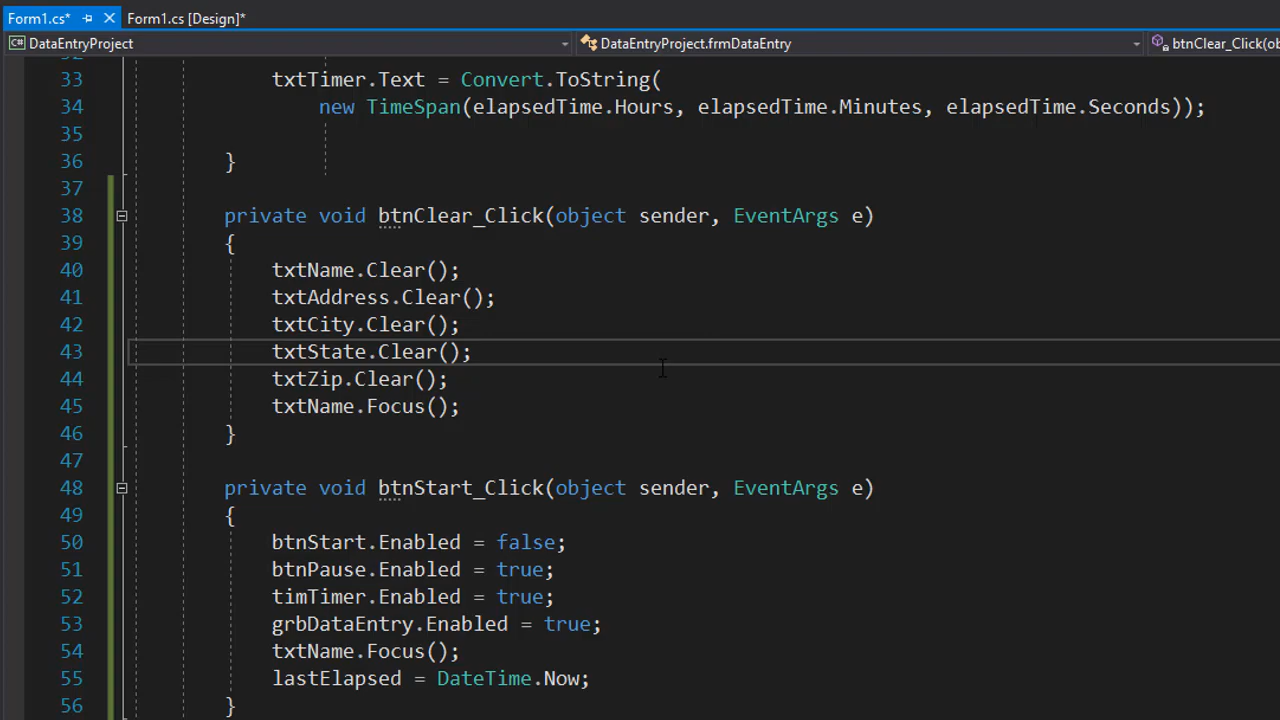 Form1.cs* Form1.cs [Design]*
C# DataEntryProject DataEntryProject.frmDataEntry btnClear_Click(ob
33 txtTimer.Text = Convert.ToString(
34 new TimeSpan(elapsedTime.Hours, elapsedTime.Minutes, elapsedTime.Seconds));
35
36 }
37
38 private void btnClear_Click(object sender, EventArgs e)
39 {
40 txtName.Clear();
41 txtAddress.Clear();
42 txtCity.Clear();
43 txtState.Clear();
44 txtZip.Clear();
45 txtName.Focus();
46 }
47
48 private void btnStart_Click(object sender, EventArgs e)
49 {
50 btnStart.Enabled = false;
51 btnPause.Enabled = true;
52 timTimer.Enabled = true;
53 grbDataEntry.Enabled = true;
54 txtName.Focus();
55 lastElapsed = DateTime.Now;
56 }